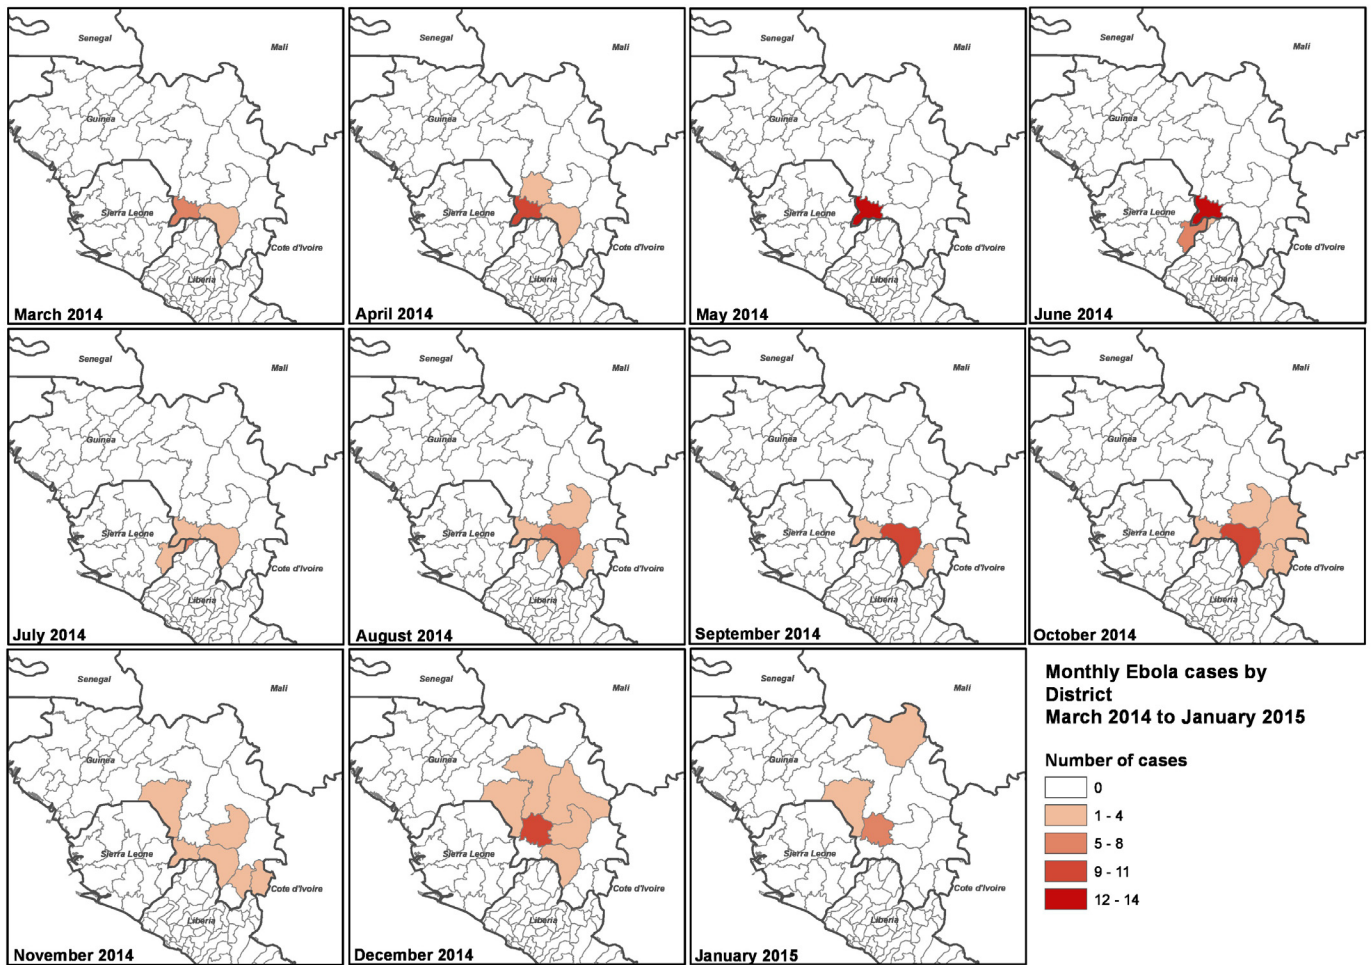 Senegal
Mali
Guinea
Sierra Leone
Cote d'Ivoire
Liberia
March 2014
Senegal
Mali
Guinea
Sierra Leone
Cote d'Ivoire
Liberia
April 2014
Senegal
Mali
Guinea
Sierra Leone
Cote d'Ivoire
Liberia
May 2014
Senegal
Mali
Guinea
Sierra Leone
Cote d'Ivoire
Liberia
June 2014
Senegal
Mali
Guinea
Sierra Leone
Cote d'Ivoire
Liberia
July 2014
Senegal
Mali
Guinea
Sierra Leone
Cote d'Ivoire
Liberia
August 2014
Senegal
Mali
Guinea
Sierra Leone
Cote d'Ivoire
Liberia
September 2014
Senegal
Mali
Guinea
Sierra Leone
Cote d'Ivoire
Liberia
October 2014
Senegal
Mali
Guinea
Sierra Leone
Cote d'Ivoire
Liberia
November 2014
Senegal
Mali
Guinea
Sierra Leone
Cote d'Ivoire
Liberia
December 2014
Senegal
Mali
Guinea
Sierra Leone
Cote d'Ivoire
Liberia
January 2015
Monthly Ebola cases by
District
March 2014 to January 2015
Number of cases
0
1 - 4
5 - 8
9 - 11
12 - 14